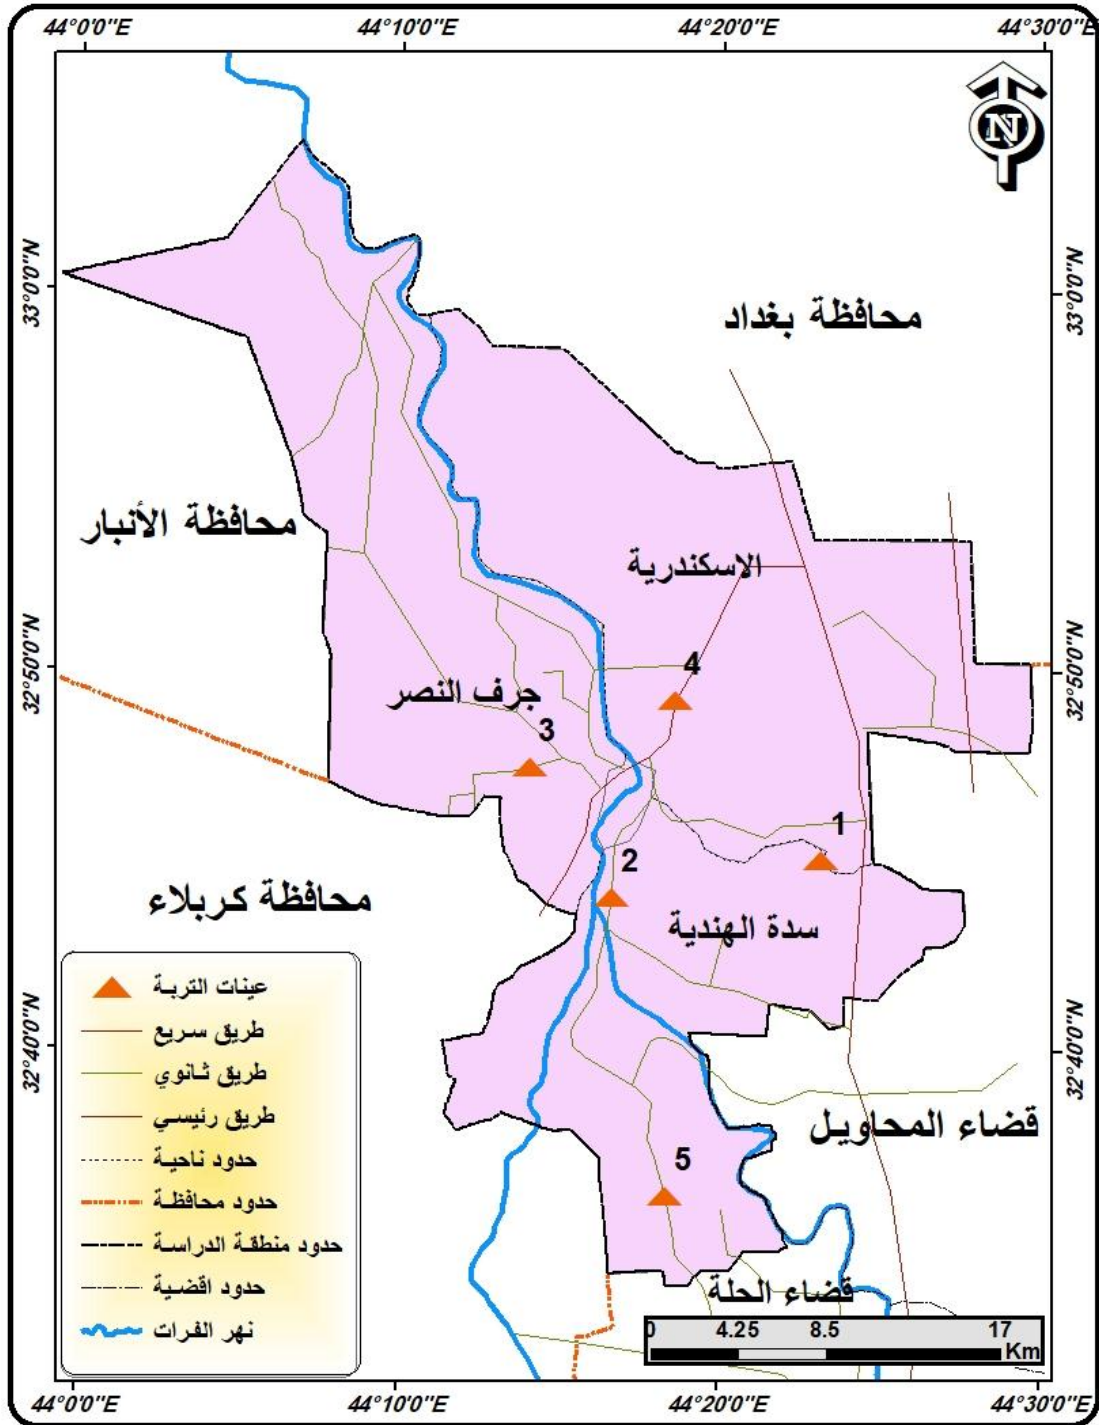 44°0'0"E 44°10'0"E 44°20'0"E 44°30'0"E
N
33°0'0"N
33°0'0"N
محافظة بغداد
محافظة الأنبار
الاسكندرية
32°50'0"N
32°50'0"N
4
جرف النصر
3
1
2
محافظة كربلاء
سدة الهندية
عينات التربة
طريق سريع
طريق ثانوي
طريق رئيسي
حدود ناحية
حدود محافظة
حدود منطقة الدراسة
حدود اقضية
نهر الفرات
32°40'0"N
32°40'0"N
قضاء المحاويل
5
قضاء الحلة
0 4.25 8.5 17
Km
44°0'0"E 44°10'0"E 44°20'0"E 44°30'0"E